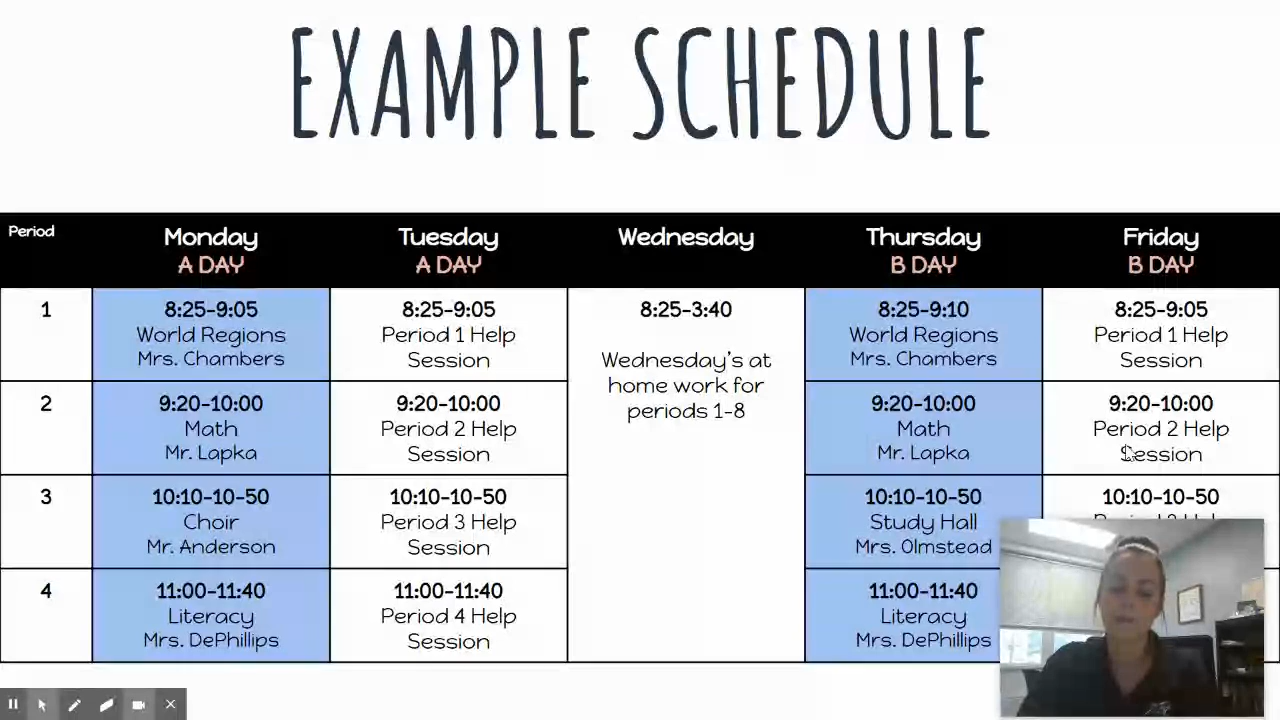 EXAMPLE SCHEDULE
Period
Monday
A DAY
Tuesday
A DAY
Wednesday
Thursday
B DAY
Friday
B DAY
1
8:25-9:05
World Regions
Mrs. Chambers
8:25-9:05
Period 1 Help
Session
8:25-3:40
Wednesday's at
home work for
periods 1-8
8:25-9:10
World Regions
Mrs. Chambers
8:25-9:05
Period 1 Help
Session
2
9:20-10:00
Math
Mr. Lapka
9:20-10:00
Period 2 Help
Session
9:20-10:00
Math
Mr. Lapka
9:20-10:00
Period 2 Help
Session
3
10:10-10-50
Choir
Mr. Anderson
10:10-10-50
Period 3 Help
Session
10:10-10-50
Study Hall
Mrs. Olmstead
10:10-10-50
4
11:00-11:40
Literacy
Mrs. DePhillips
11:00-11:40
Period 4 Help
Session
11:00-11:40
Literacy
Mrs. DePhillips